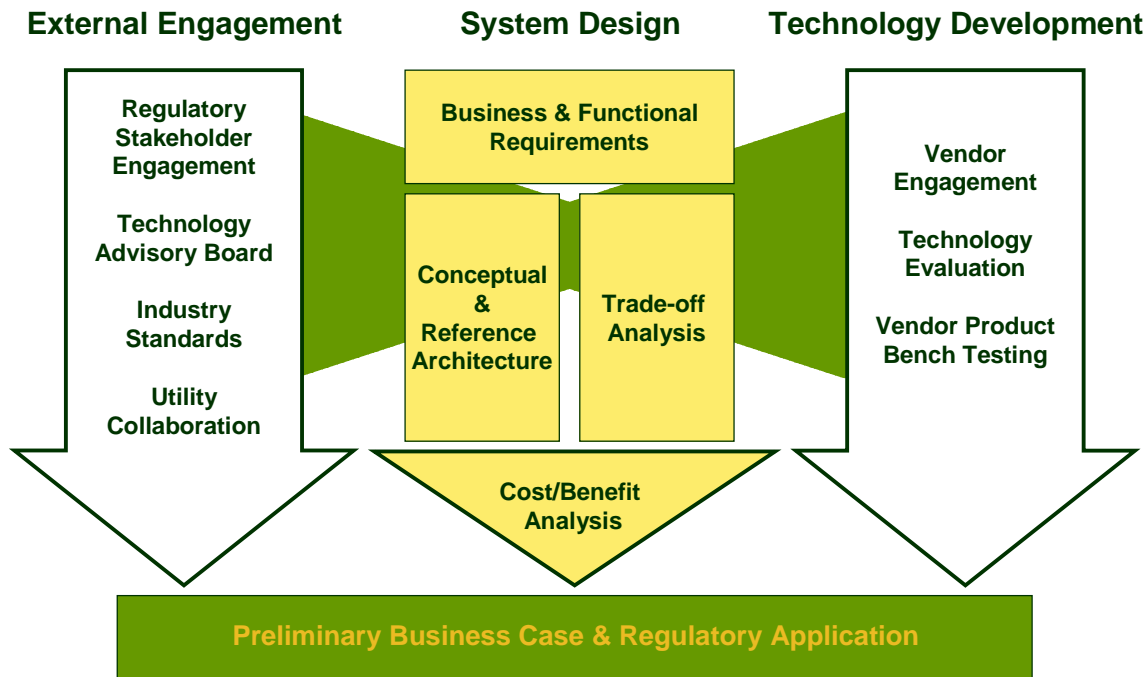 External Engagement
System Design
Technology Development
Regulatory
Stakeholder
Engagement
Technology
Advisory Board
Industry
Standards
Utility
Collaboration
Business & Functional
Requirements
Conceptual
&
Reference
Architecture
Trade-off
Analysis
Cost/Benefit
Analysis
Vendor
Engagement
Technology
Evaluation
Vendor Product
Bench Testing
Preliminary Business Case & Regulatory Application